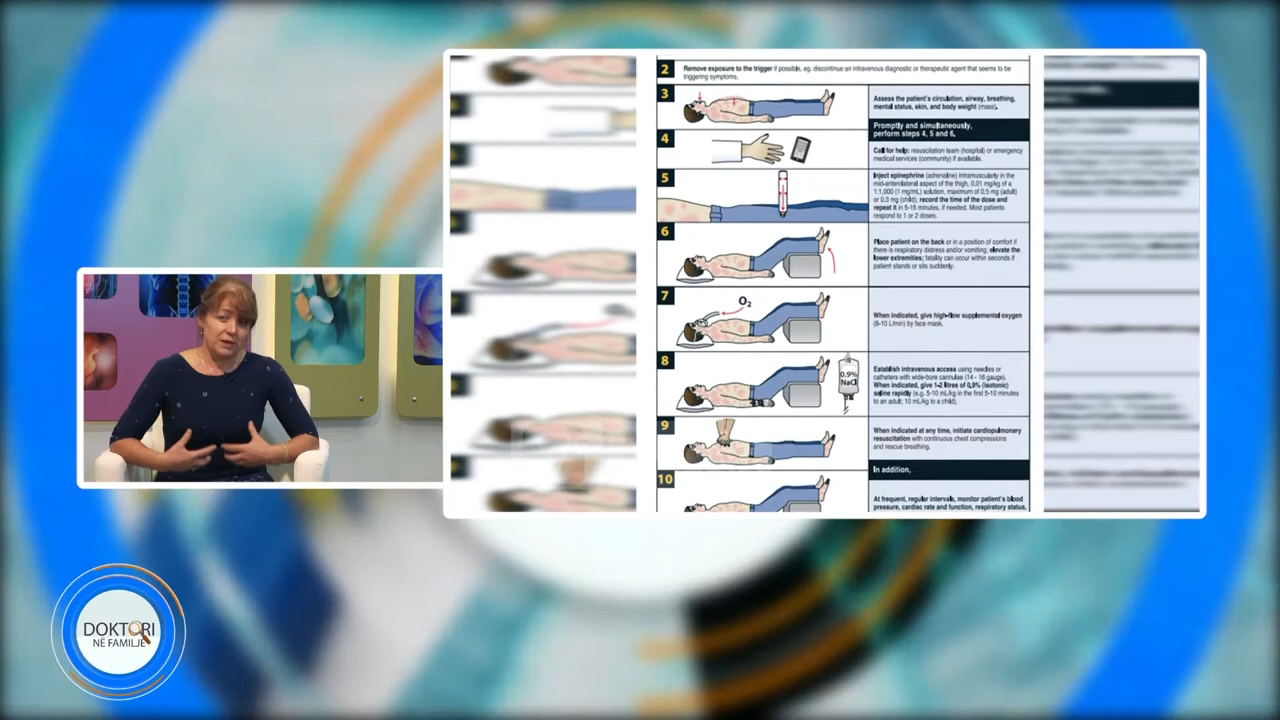 2
Remove exposure to the trigger if possible, eg. discontinue an intravenous diagnostic or therapeutic agent that seems to be
triggering symptoms.
3
Assess the patient's circulation, airway, breathing,
mental status, skin, and body weight (mass).
Promptly and simultaneously,
perform steps 4, 5 and 6.
4
Call for help: resuscitation team (hospital) or emergency
medical services (community) if available.
5
Inject epinephrine (adrenaline) intramuscularly in the
mid-anterolateral aspect of the thigh, 0.01 mg/kg of a
1:1,000 (1 mg/mL) solution, maximum of 0.5 mg (adult)
or 0.3 mg (child); record the time of the dose and
repeat it in 5-15 minutes, if needed. Most patients
respond to 1 or 2 doses.
6
Place patient on the back or in a position of comfort if
there is respiratory distress and/or vomiting; elevate the
lower extremities; fatality can occur within seconds if
patient stands or sits suddenly.
7
O2
When indicated, give high-flow supplemental oxygen
(8-10 L/min) by face mask.
8
0.9%
NaCl
Establish intravenous access using needles or
catheters with wide-bore cannulae (14 - 16 gauge).
When indicated, give 1-2 litres of 0.9% (isotonic)
saline rapidly (e.g. 5-10 mL/kg in the first 5-10 minutes
to an adult; 10 mL/kg to a child).
9
When indicated at any time, initiate cardiopulmonary
resuscitation with continuous chest compressions
and rescue breathing.
In addition,
10
At frequent, regular intervals, monitor patient's blood
pressure, cardiac rate and function, respiratory status,
DOKTORI
NË FAMILJE